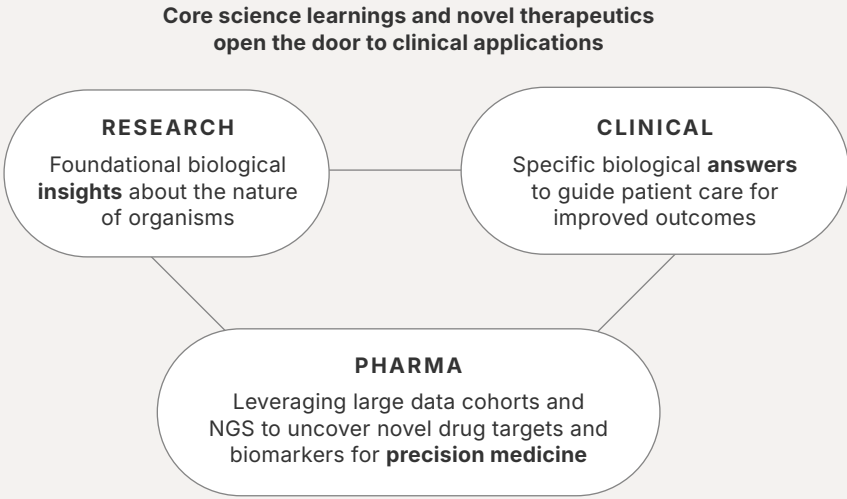 Core science learnings and novel therapeutics
open the door to clinical applications
RESEARCH
Foundational biological
insights about the nature
of organisms
CLINICAL
Specific biological answers
to guide patient care for
improved outcomes
PHARMA
Leveraging large data cohorts and
NGS to uncover novel drug targets and
biomarkers for precision medicine